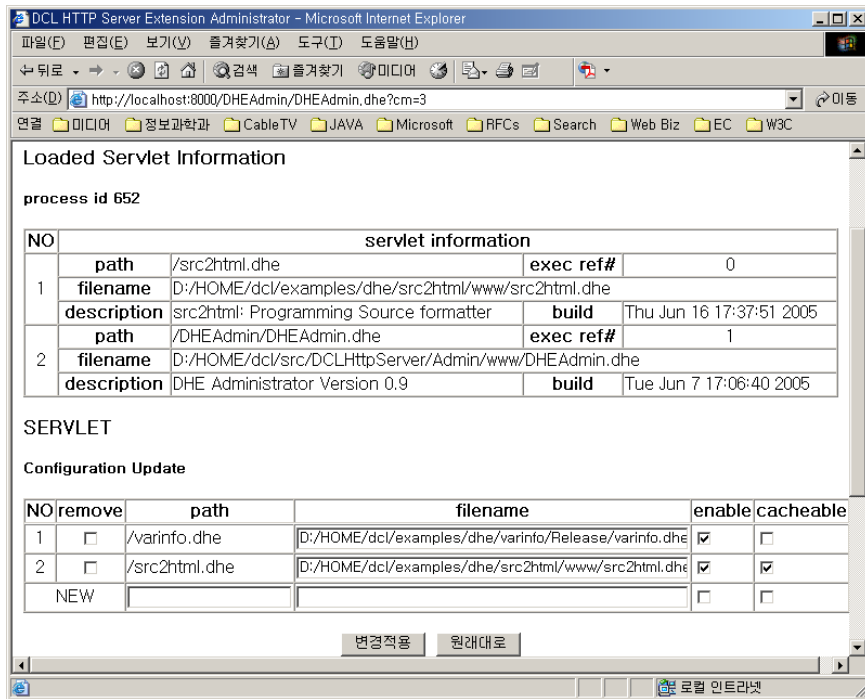 DCL HTTP Server Extension Administrator - Microsoft Internet Explorer
파일(F) 편집(E) 보기(V) 즐겨찾기(A) 도구(T) 도움말(H)
뒤로 검색 즐겨찾기 미디어
주소(D) http://localhost:8000/DHEAdmin/DHEAdmin.dhe?cm=3 이동
연결 미디어 정보과학과 CableTV JAVA Microsoft RFCs Search Web Biz EC W3C
Loaded Servlet Information
process id 652
NO servlet information
1 path /src2html.dhe exec ref# 0
filename D:/HOME/dcl/examples/dhe/src2html/www/src2html.dhe
description src2html: Programming Source formatter build Thu Jun 16 17:37:51 2005
2 path /DHEAdmin/DHEAdmin.dhe exec ref# 1
filename D:/HOME/dcl/src/DCLHttpServer/Admin/www/DHEAdmin.dhe
description DHE Administrator Version 0.9 build Tue Jun 7 17:06:40 2005
SERVLET
Configuration Update
NO remove path filename enable cacheable
1 /varinfo.dhe D:/HOME/dcl/examples/dhe/varinfo/Release/varinfo.dhe
2 /src2html.dhe D:/HOME/dcl/examples/dhe/src2html/www/src2html.dhe
NEW
변경적용 원래대로
로컬 인트라넷